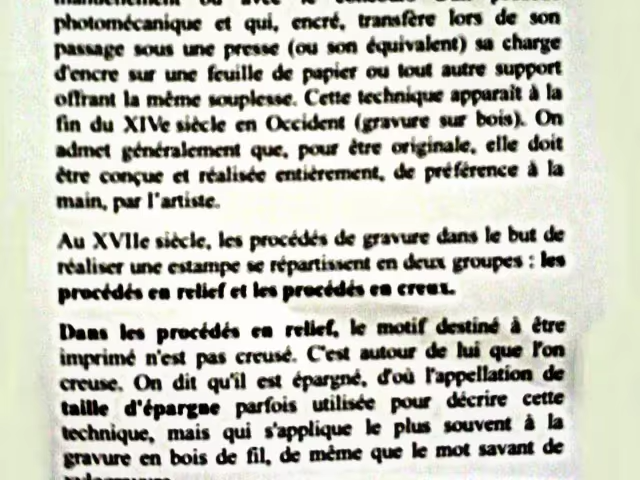 photomécanique et qui, encré, transfère lors de son
passage sous une presse (ou son équivalent) sa charge
d'encre sur une feuille de papier ou tout autre support
offrant la même souplesse. Cette technique apparaît à la
fin du XIVe siècle en Occident (gravure sur bois). On
admet généralement que, pour être originale, elle doit
être conçue et réalisée entièrement, de préférence à la
main, par l'artiste.
Au XVIIe siècle, les procédés de gravure dans le but de
réaliser une estampe se répartissent en deux groupes : les
procédés en relief et les procédés en creux.
Dans les procédés en relief, le motif destiné à être
imprimé n'est pas creusé. C'est autour de lui que l'on
creuse. On dit qu'il est épargné, d'où l'appellation de
taille d'épargne parfois utilisée pour décrire cette
technique, mais qui s'applique le plus souvent à la
gravure en bois de fil, de même que le mot savant de